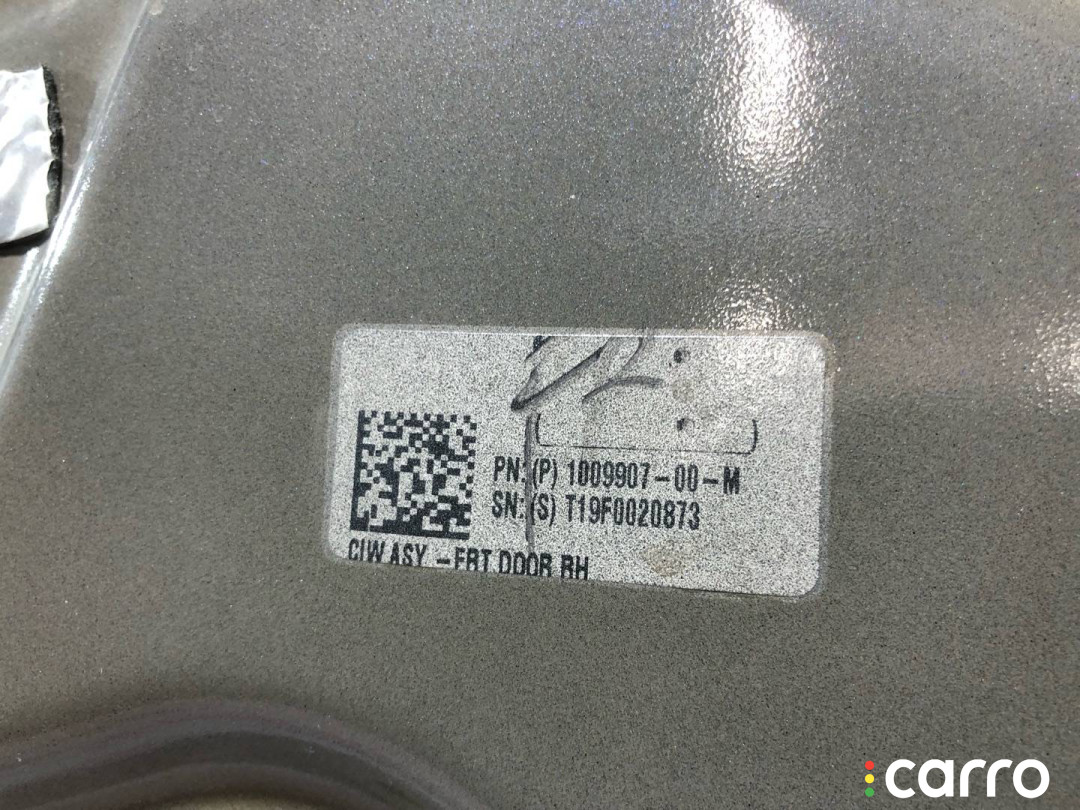 PN: (P) 1009907-00-M
SN: (S) T19F0020873
CIW ASY -FRT DOOR RH
carro